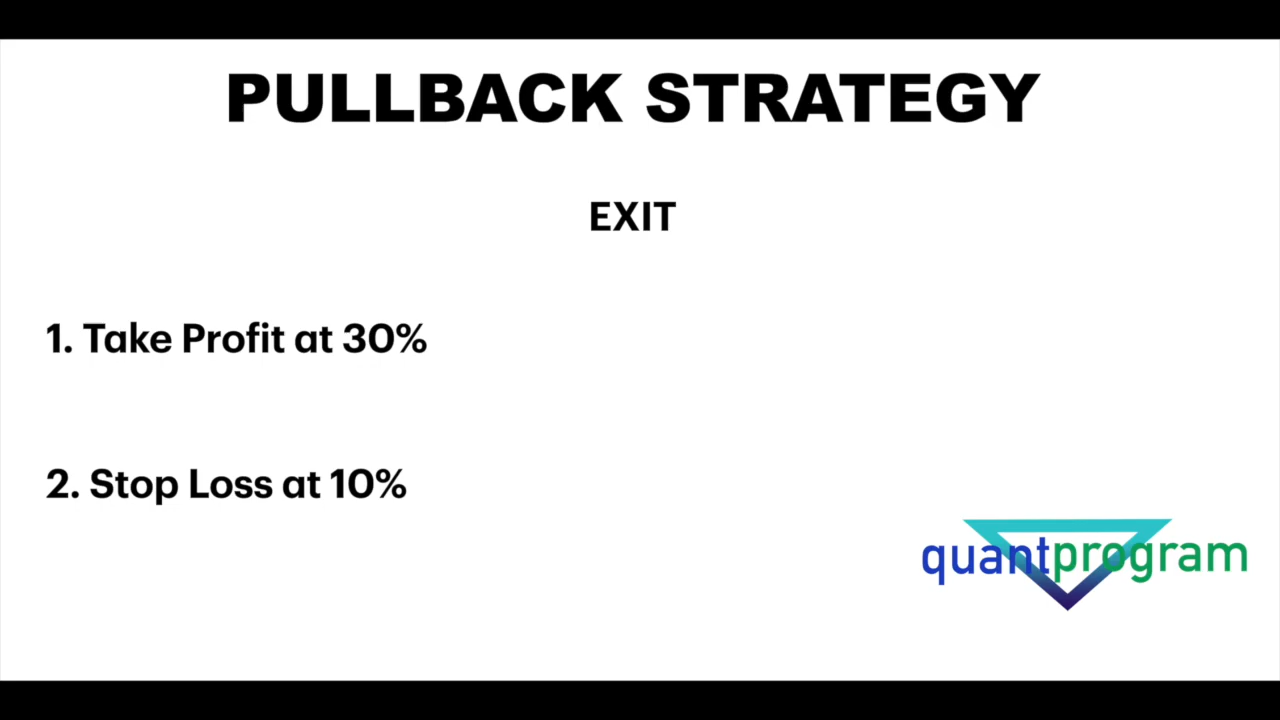 PULLBACK STRATEGY
EXIT
1. Take Profit at 30%
2. Stop Loss at 10%
quantprogram